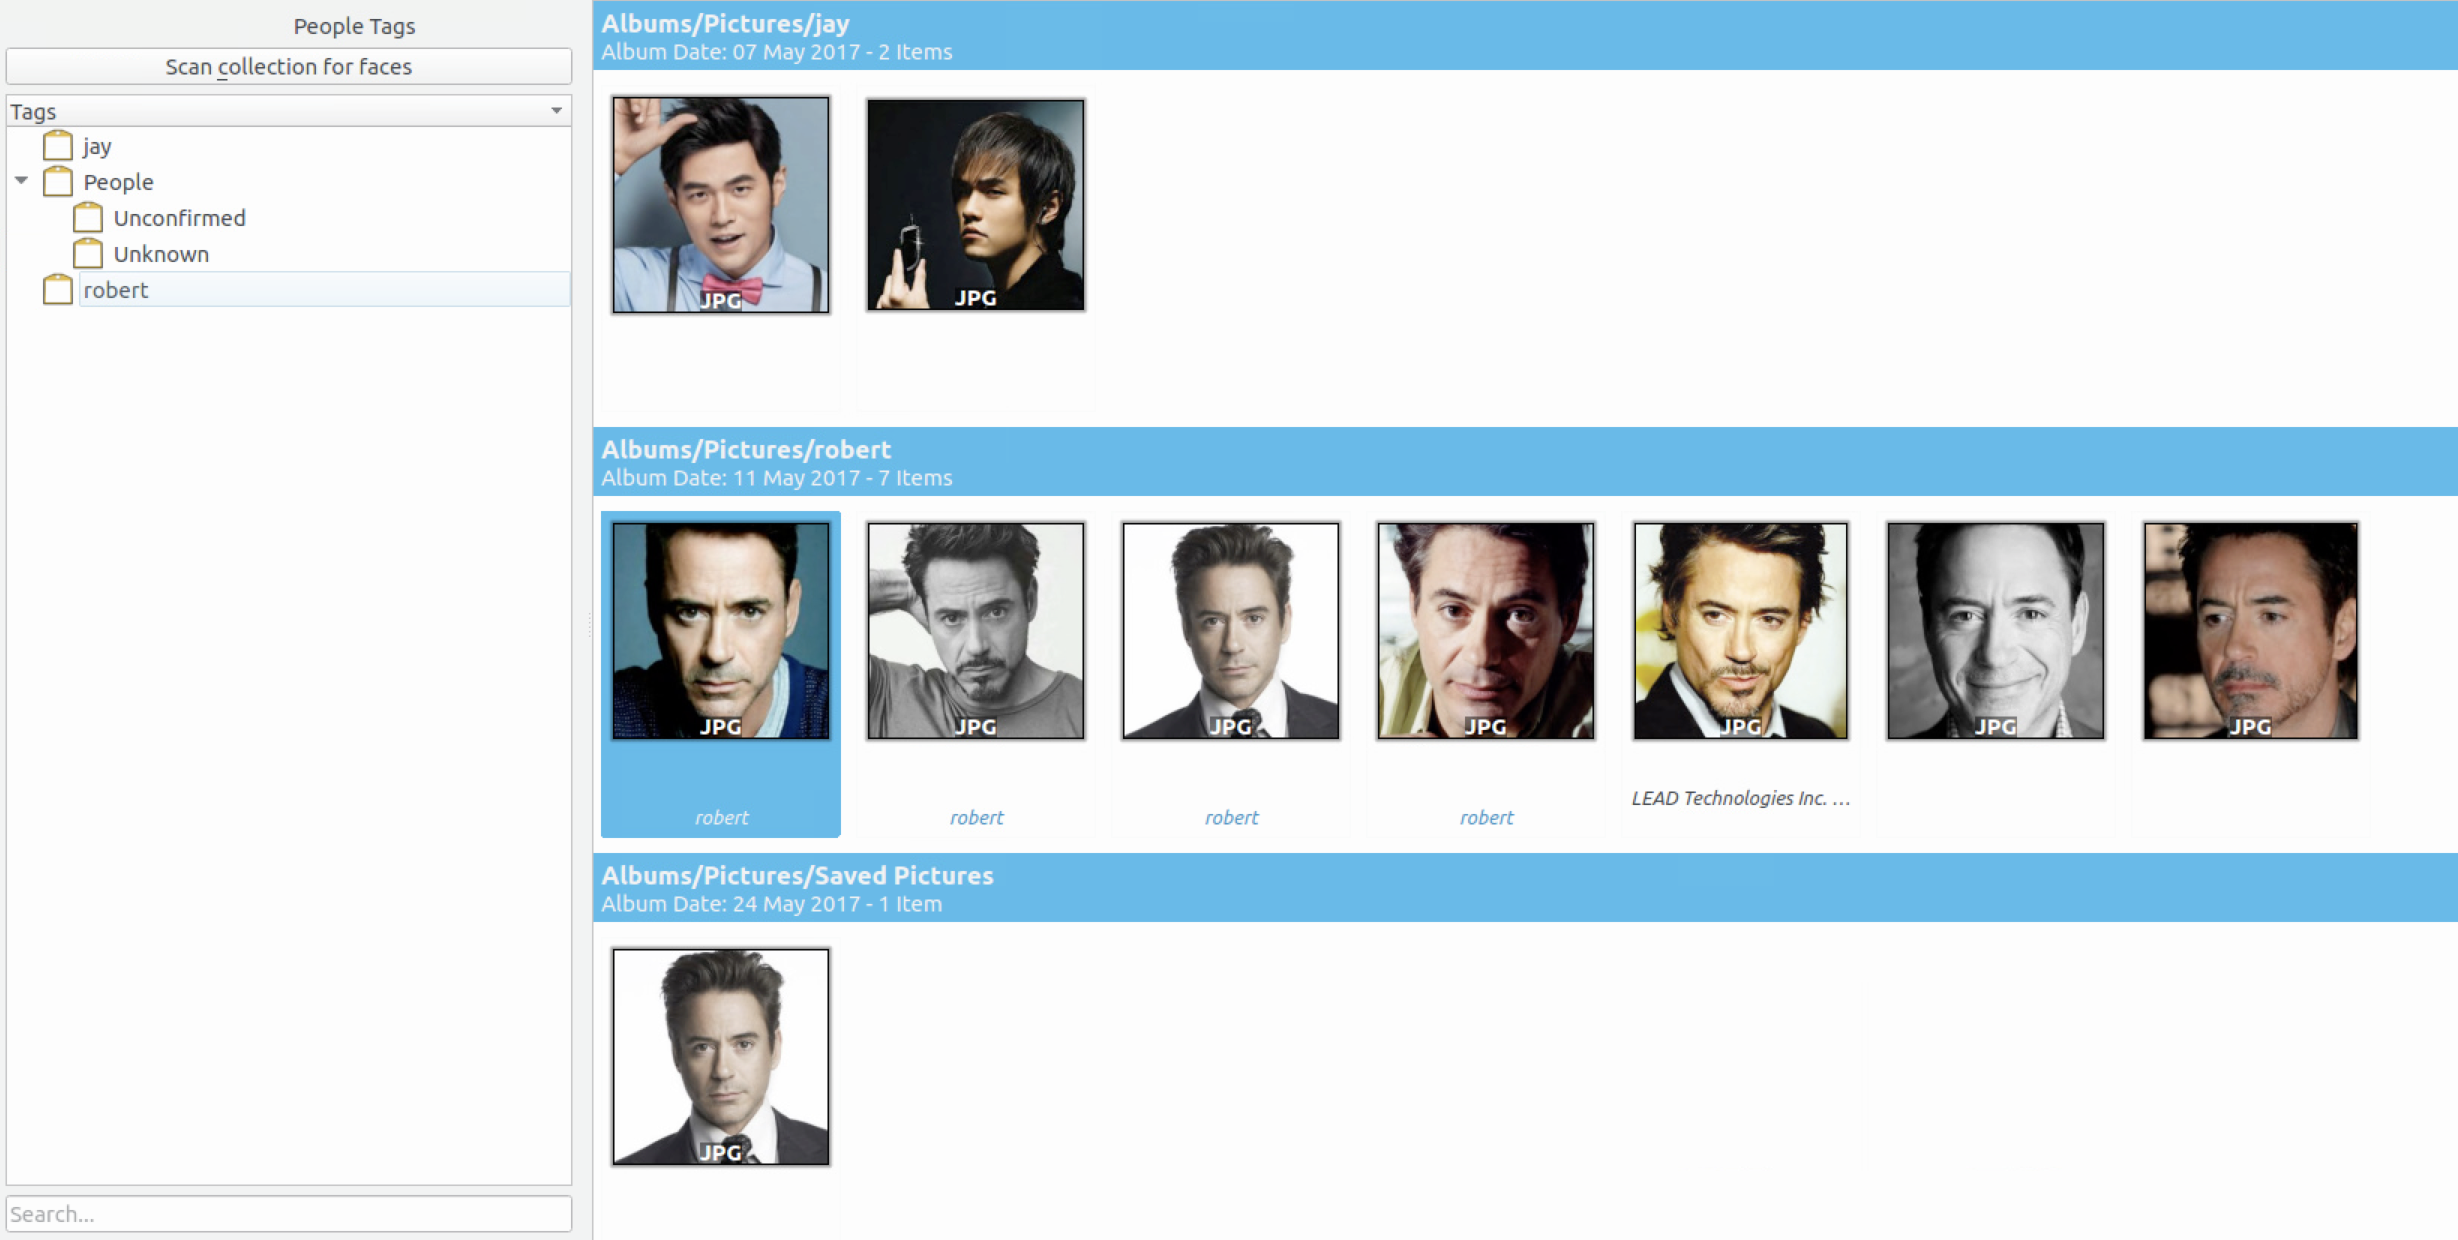 People Tags
Scan collection for faces
Tags
jay
People
Unconfirmed
Unknown
robert
Search...
Albums/Pictures/jay
Album Date: 07 May 2017 - 2 Items
JPG
JPG
Albums/Pictures/robert
Album Date: 11 May 2017 - 7 Items
JPG
JPG
JPG
JPG
JPG
JPG
JPG
robert
robert
robert
robert
LEAD Technologies Inc. ...
Albums/Pictures/Saved Pictures
Album Date: 24 May 2017 - 1 Item
JPG